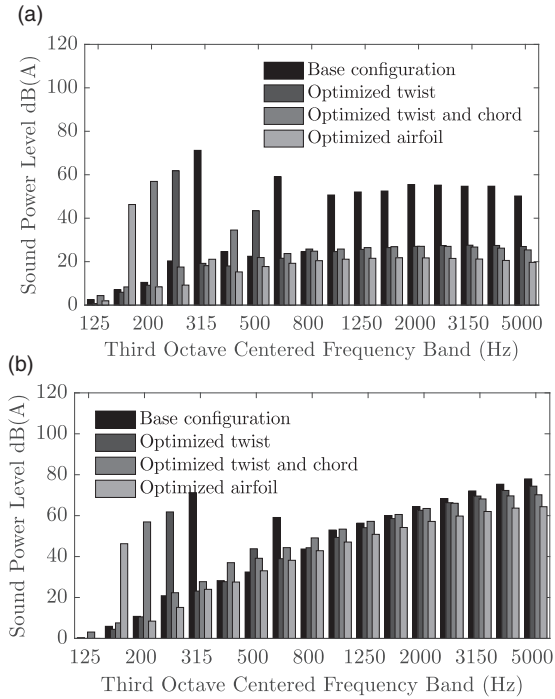 (a)
120
100
80
60
40
20
0
Sound Power Level dB(A)
Base configuration
Optimized twist
Optimized twist and chord
Optimized airfoil
125 200 315 500 800 1250 2000 3150 5000
Third Octave Centered Frequency Band (Hz)
(b)
120
100
80
60
40
20
0
Sound Power Level dB(A)
Base configuration
Optimized twist
Optimized twist and chord
Optimized airfoil
125 200 315 500 800 1250 2000 3150 5000
Third Octave Centered Frequency Band (Hz)